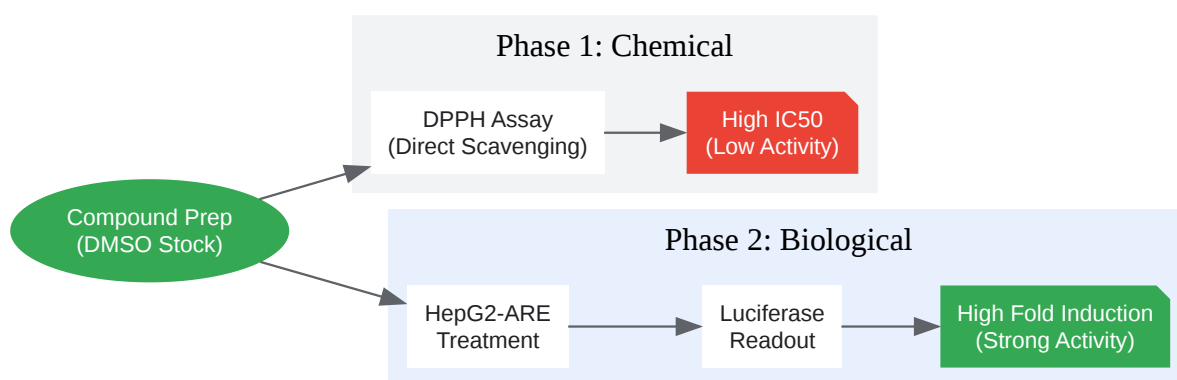 Phase 1: Chemical
DPPH Assay
(Direct Scavenging)
High IC50
(Low Activity)
Compound Prep
(DMSO Stock)
Phase 2: Biological
HepG2-ARE
Treatment
Luciferase
Readout
High Fold Induction
(Strong Activity)